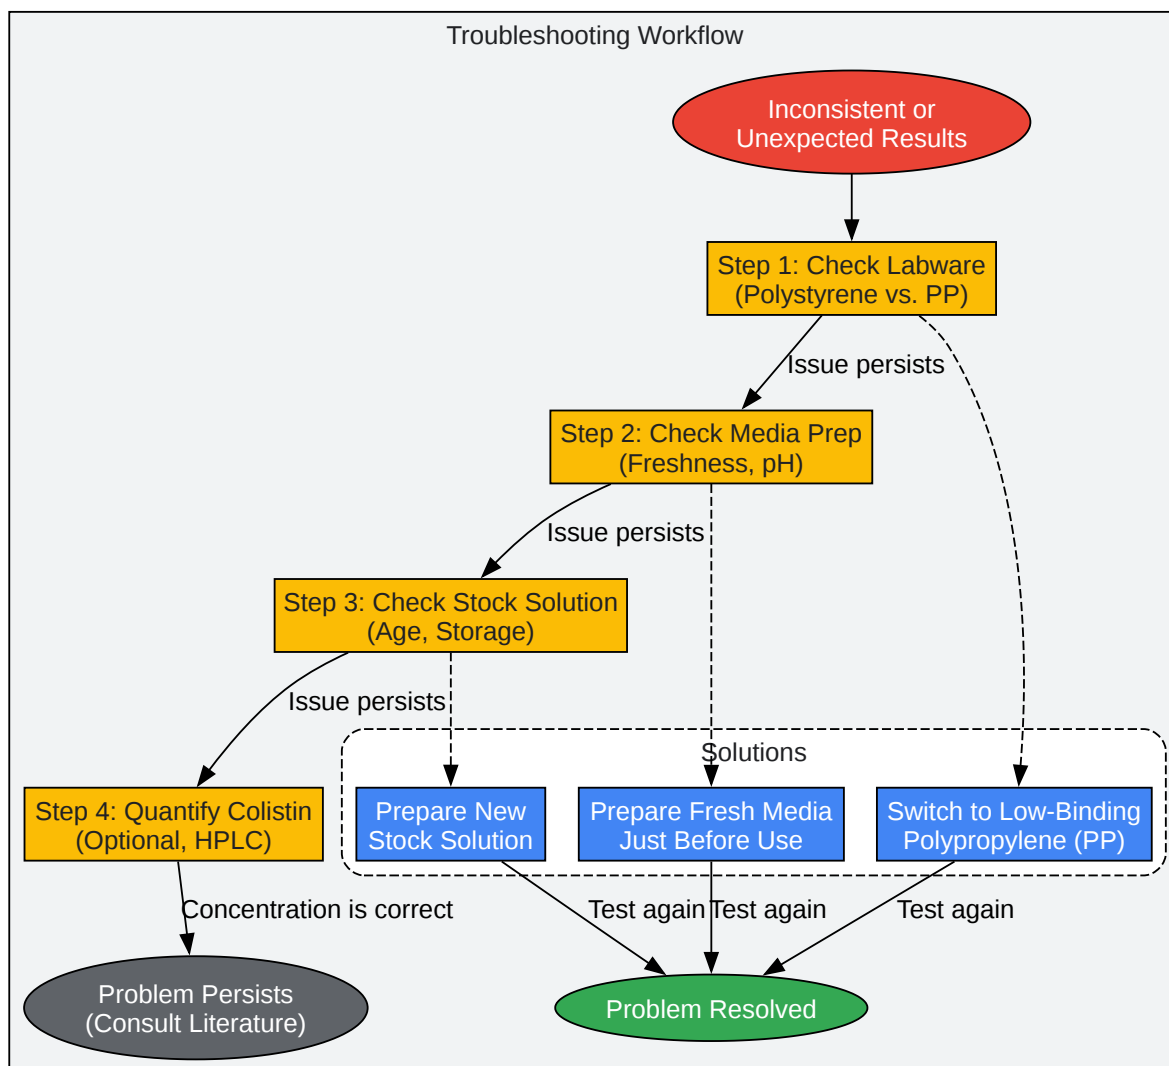 Troubleshooting Workflow
Inconsistent or
Unexpected Results
Step 1: Check Labware
(Polystyrene vs. PP)
Issue persists
Step 2: Check Media Prep
(Freshness, pH)
Issue persists
Step 3: Check Stock Solution
(Age, Storage)
Issue persists
Solutions
Step 4: Quantify Colistin
(Optional, HPLC)
Prepare New
Stock Solution
Prepare Fresh Media
Just Before Use
Switch to Low-Binding
Polypropylene (PP)
Concentration is correct
Test again
Test again
Test again
Problem Persists
(Consult Literature)
Problem Resolved